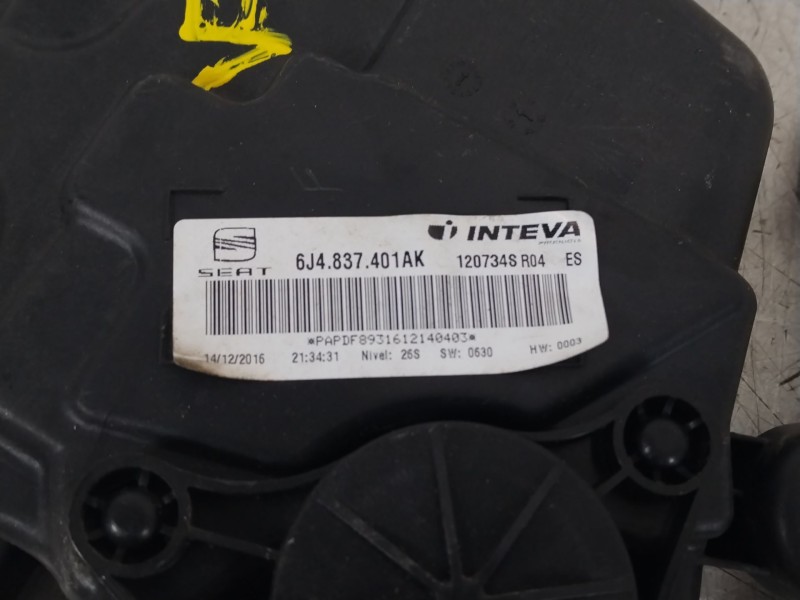 INTEVA
PRODUCTS
SEAT
6J4.837.401AK
120734S R04 ES
*PAPDF8931612140403*
14/12/2016 21:34:31 Nivel: 26S SW: 0630 HW: 0003